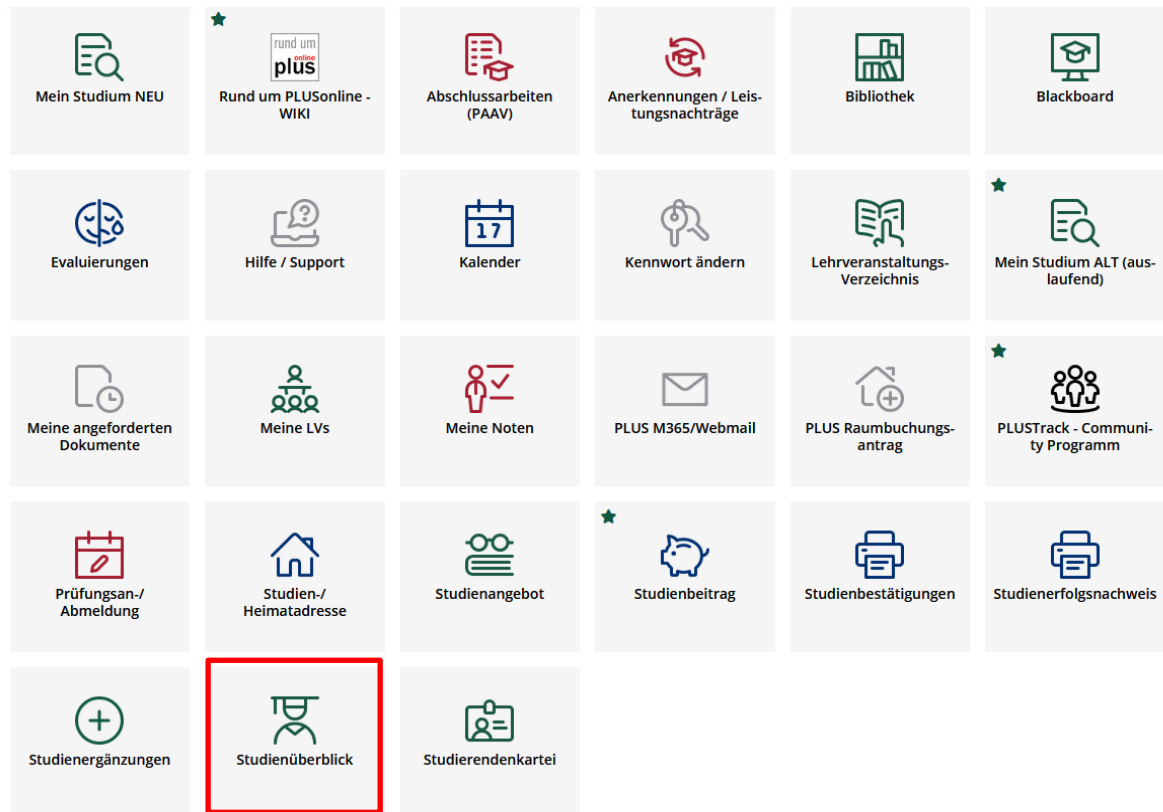 rund um
online
plus
Mein Studium NEU
Rund um PLUSonline -
WIKI
Abschlussarbeiten
(PAAV)
Anerkennungen / Leis-
tungsnachträge
Bibliothek
Blackboard
17
Evaluierungen
Hilfe / Support
Kalender
Kennwort ändern
Lehrveranstaltungs-
Verzeichnis
Mein Studium ALT (aus-
laufend)
Meine angeforderten
Dokumente
Meine LVs
Meine Noten
PLUS M365/Webmail
PLUS Raumbuchungs-
antrag
PLUSTrack - Communi-
ty Programm
Prüfungsan-/
Abmeldung
Studien-/
Heimatadresse
Studienangebot
Studienbeitrag
Studienbestätigungen
Studienerfolgsnachweis
Studienergänzungen
Studienüberblick
Studierendenkartei